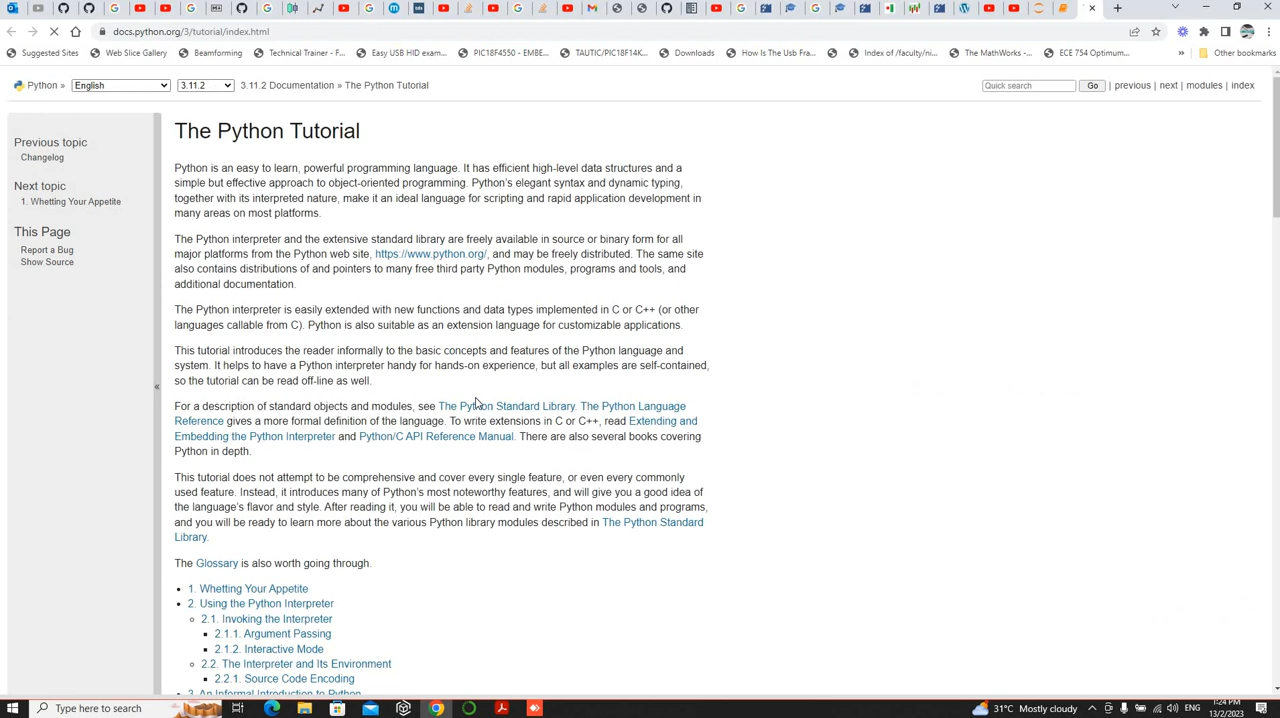 docs.python.org/3/tutorial/index.html
Suggested Sites
Web Slice Gallery
Beamforming
Technical Trainer - F...
Easy USB HID exam...
PIC18F4550 - EMBE...
TAUTIC/PIC18F14K...
Downloads
How Is The Usb Fra...
Index of /faculty/ni...
The MathWorks -...
ECE 754 Optimum...
»
Other bookmarks
Python »
English
3.11.2
3.11.2 Documentation » The Python Tutorial
Quick search
Go
| previous | next | modules | index
Previous topic
Changelog
Next topic
1. Whetting Your Appetite
This Page
Report a Bug
Show Source
«
The Python Tutorial
Python is an easy to learn, powerful programming language. It has efficient high-level data structures and a
simple but effective approach to object-oriented programming. Python's elegant syntax and dynamic typing,
together with its interpreted nature, make it an ideal language for scripting and rapid application development in
many areas on most platforms.
The Python interpreter and the extensive standard library are freely available in source or binary form for all
major platforms from the Python web site, https://www.python.org/, and may be freely distributed. The same site
also contains distributions of and pointers to many free third party Python modules, programs and tools, and
additional documentation.
The Python interpreter is easily extended with new functions and data types implemented in C or C++ (or other
languages callable from C). Python is also suitable as an extension language for customizable applications.
This tutorial introduces the reader informally to the basic concepts and features of the Python language and
system. It helps to have a Python interpreter handy for hands-on experience, but all examples are self-contained,
so the tutorial can be read off-line as well.
For a description of standard objects and modules, see The Python Standard Library. The Python Language
Reference gives a more formal definition of the language. To write extensions in C or C++, read Extending and
Embedding the Python Interpreter and Python/C API Reference Manual. There are also several books covering
Python in depth.
This tutorial does not attempt to be comprehensive and cover every single feature, or even every commonly
used feature. Instead, it introduces many of Python's most noteworthy features, and will give you a good idea of
the language's flavor and style. After reading it, you will be able to read and write Python modules and programs,
and you will be ready to learn more about the various Python library modules described in The Python Standard
Library.
The Glossary is also worth going through.
1. Whetting Your Appetite
2. Using the Python Interpreter
2.1. Invoking the Interpreter
2.1.1. Argument Passing
2.1.2. Interactive Mode
2.2. The Interpreter and Its Environment
2.2.1. Source Code Encoding
3. An Informal Introduction to Python
Type here to search
31°C Mostly cloudy
ENG
1:24 PM
13/2/2023